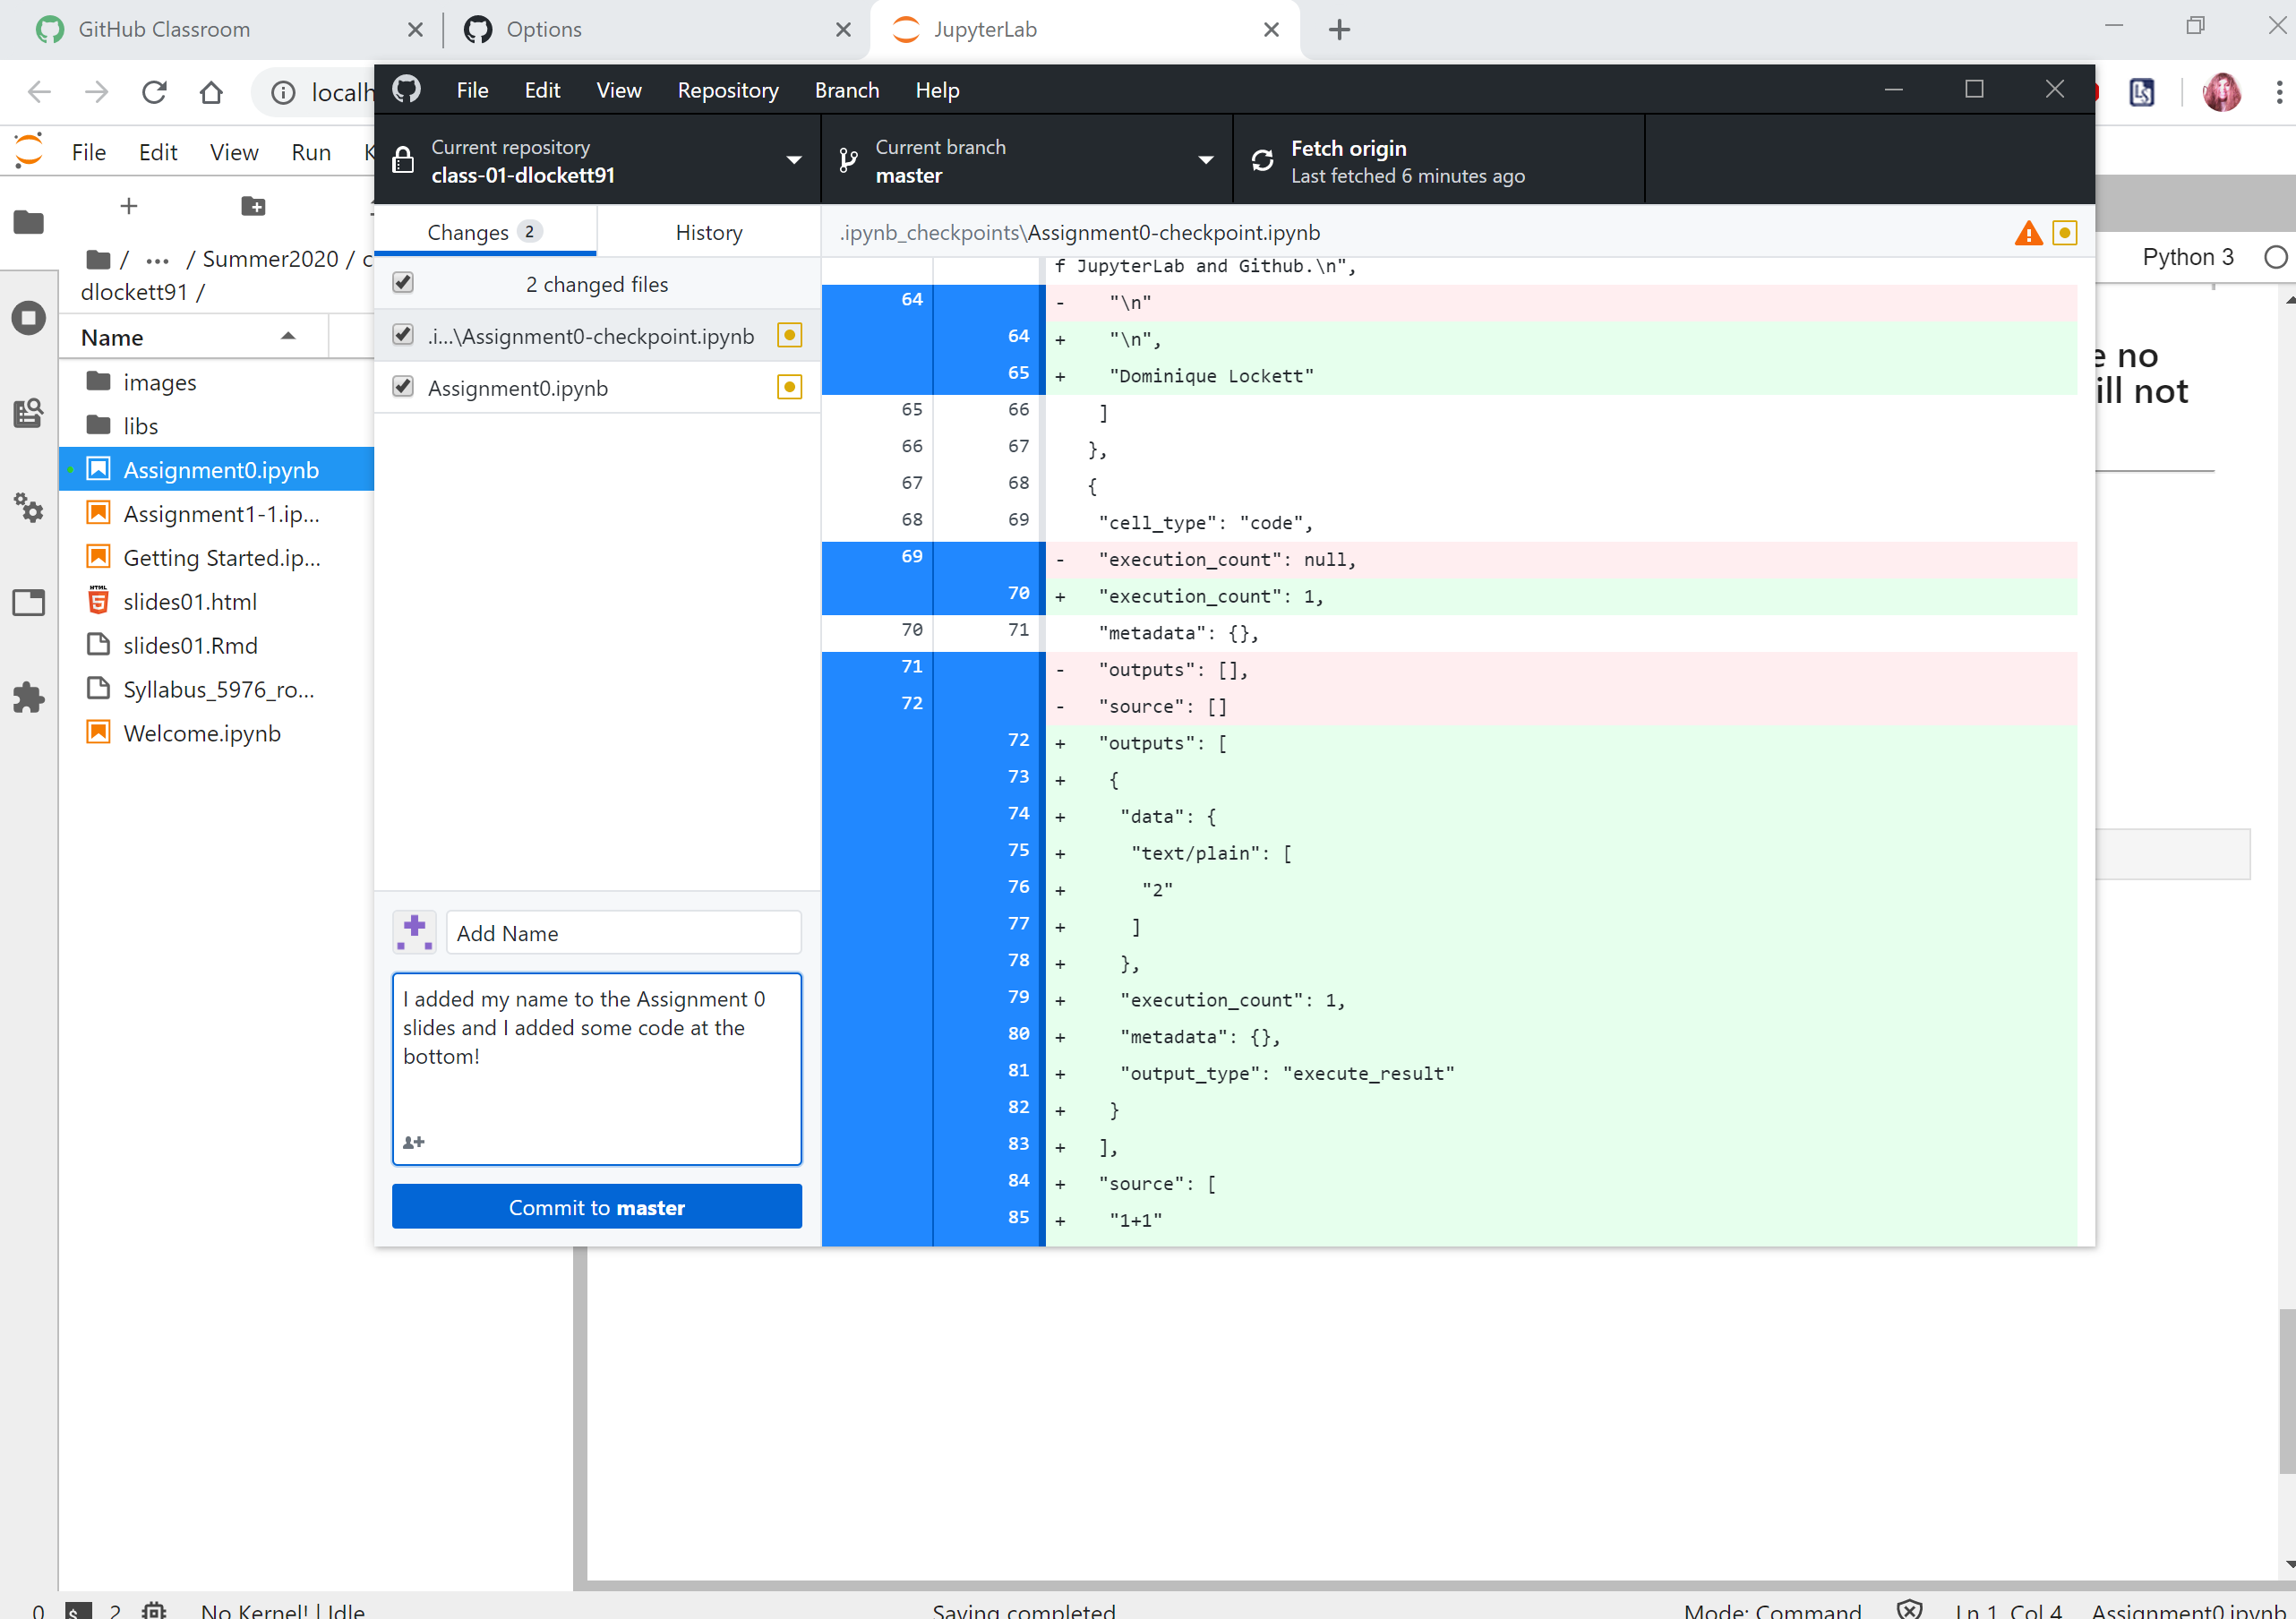 GitHub Classroom
Options
JupyterLab
localh
File Edit View Repository Branch Help
File Edit View Run K
Current repository
class-01-dlockett91
Current branch
master
Fetch origin
Last fetched 6 minutes ago
Changes 2
History
.ipynb_checkpoints\Assignment0-checkpoint.ipynb
Python 3
/ ... / Summer2020 / c
dlockett91 /
Name
images
libs
Assignment0.ipynb
Assignment1-1.ip...
Getting Started.ip...
slides01.html
slides01.Rmd
Syllabus_5976_ro...
Welcome.ipynb
2 changed files
.i...\Assignment0-checkpoint.ipynb
Assignment0.ipynb
Add Name
I added my name to the Assignment 0
slides and I added some code at the
bottom!
Commit to master
f JupyterLab and Github.\n",
64 - "\n"
64 + "\n",
65 + "Dominique Lockett"
65 66 ]
66 67 },
67 68 {
68 69 "cell_type": "code",
69 - "execution_count": null,
70 + "execution_count": 1,
70 71 "metadata": {},
71 - "outputs": [],
72 - "source": []
72 + "outputs": [
73 + {
74 + "data": {
75 + "text/plain": [
76 + "2"
77 + ]
78 + },
79 + "execution_count": 1,
80 + "metadata": {},
81 + "output_type": "execute_result"
82 + }
83 + ],
84 + "source": [
85 + "1+1"
e no
ill not
0 2 No Kernel! | Idle Saving completed Mode: Command Ln 1, Col 4 Assignment0.ipynb